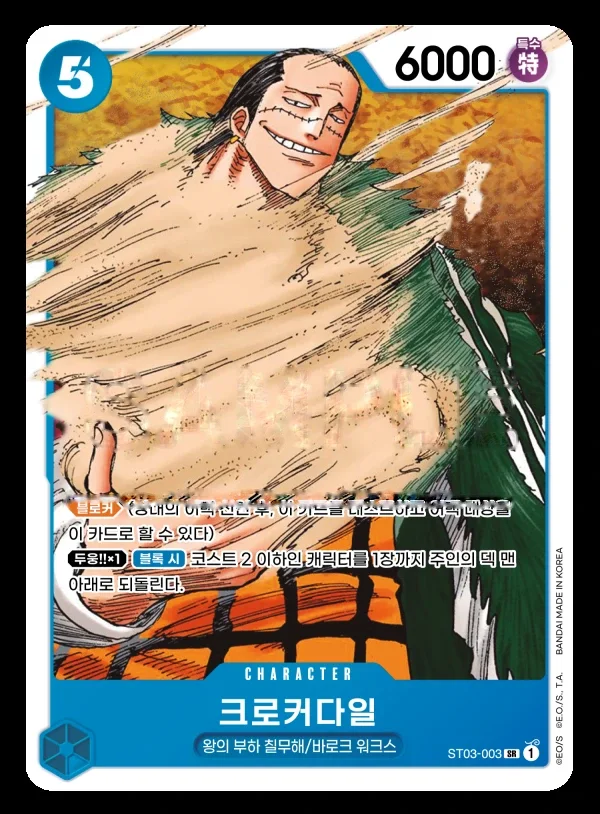 5
6000
특수
特
블로커
이 카드로 할 수 있다)
두웅!!×1 블록 시 코스트 2 이하인 캐릭터를 1장까지 주인의 덱 맨
아래로 되돌린다.
CHARACTER
크로커다일
왕의 부하 칠무해/바로크 워크스
ST03-003 SR 1
©EO/S ©E.O./S., T.A. BANDAI MADE IN KOREA